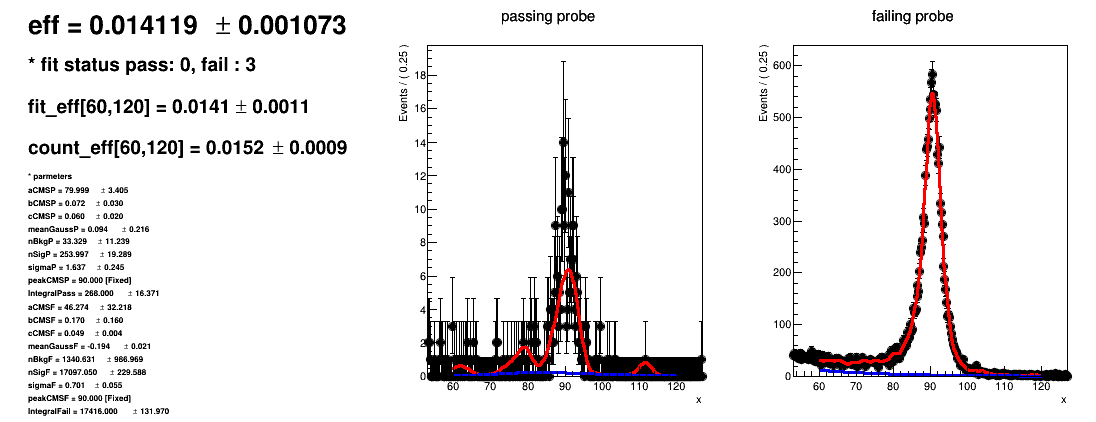 eff = 0.014119 ± 0.001073
* fit status pass: 0, fail : 3
fit_eff[60,120] = 0.0141 ± 0.0011
count_eff[60,120] = 0.0152 ± 0.0009
* parmeters
aCMSP = 79.999 ± 3.405
bCMSP = 0.072 ± 0.030
cCMSP = 0.060 ± 0.020
meanGaussP = 0.094 ± 0.216
nBkgP = 33.329 ± 11.239
nSigP = 253.997 ± 19.289
sigmaP = 1.637 ± 0.245
peakCMSP = 90.000 [Fixed]
IntegralPass = 268.000 ± 16.371
aCMSF = 46.274 ± 32.218
bCMSF = 0.170 ± 0.160
cCMSF = 0.049 ± 0.004
meanGaussF = -0.194 ± 0.021
nBkgF = 1340.631 ± 986.969
nSigF = 17097.050 ± 229.588
sigmaF = 0.701 ± 0.055
peakCMSF = 90.000 [Fixed]
IntegralFail = 17416.000 ± 131.970
passing probe
Events / ( 0.25 )
18
16
14
12
10
8
6
4
2
0
60 70 80 90 100 110 120
x
failing probe
Events / ( 0.25 )
600
500
400
300
200
100
0
60 70 80 90 100 110 120
x